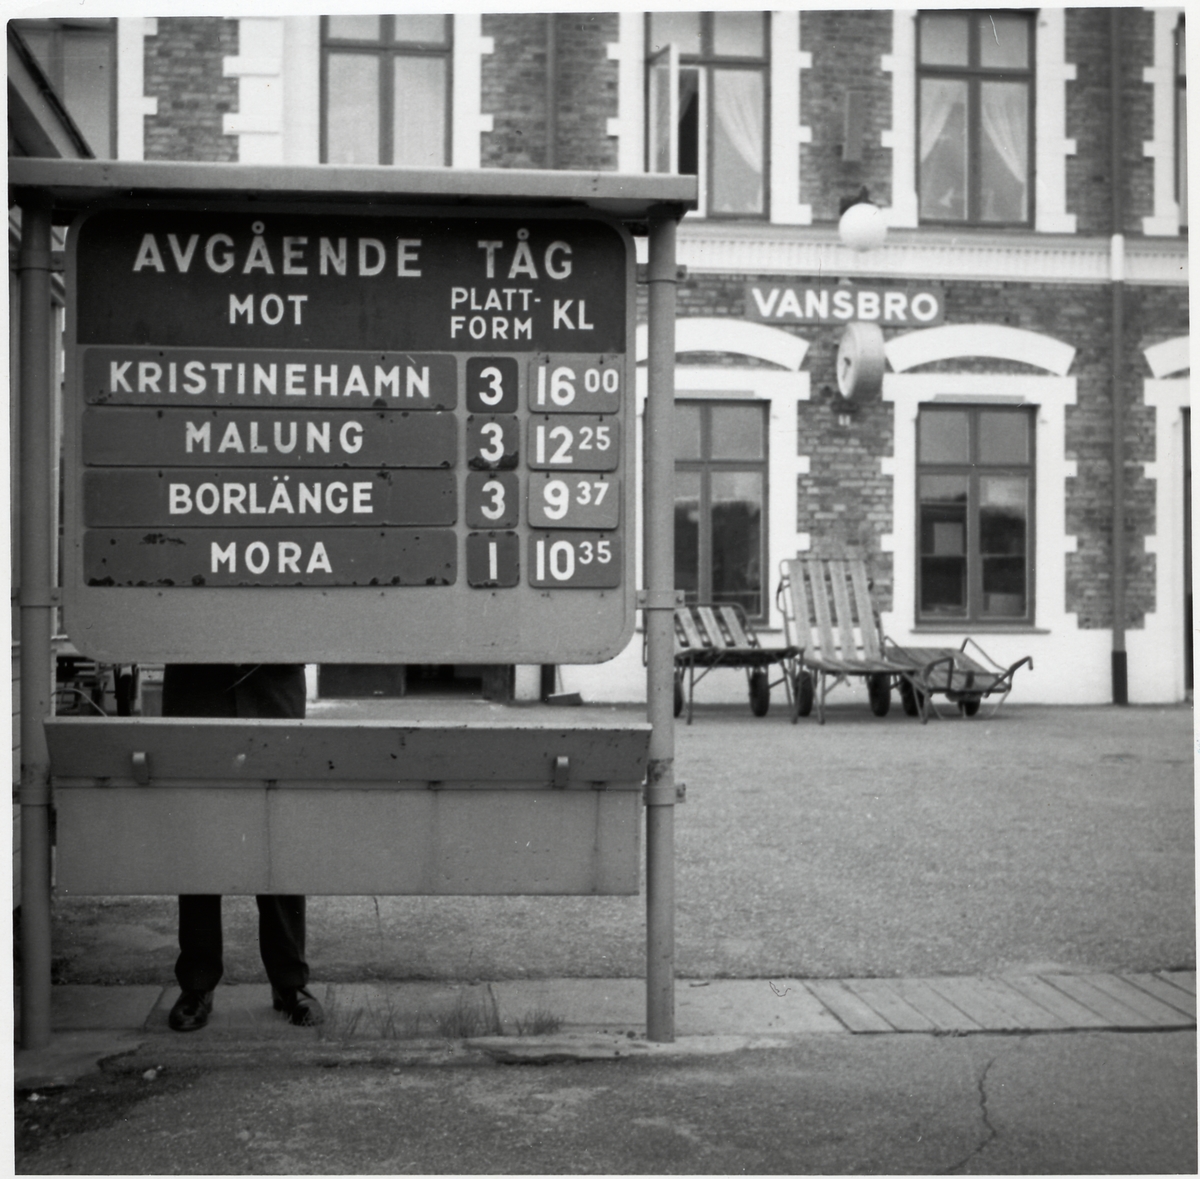 AVGÅENDE TÅG
MOT PLATT-FORM KL
KRISTINEHAMN 3 16 00
MALUNG 3 12 25
BORLÄNGE 3 9 37
MORA 1 10 35
VANSBRO